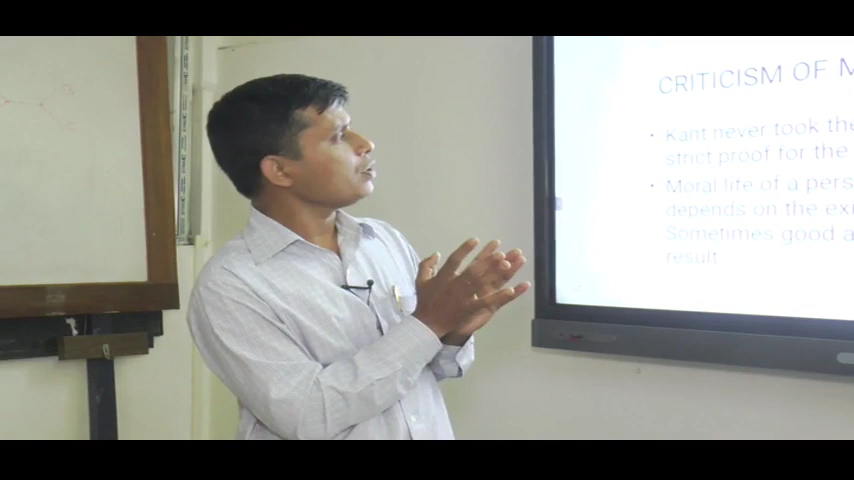 CRITICISM OF M
• Kant never took the
strict proof for the
• Moral life of a pers
depends on the exi
Sometimes good a
result